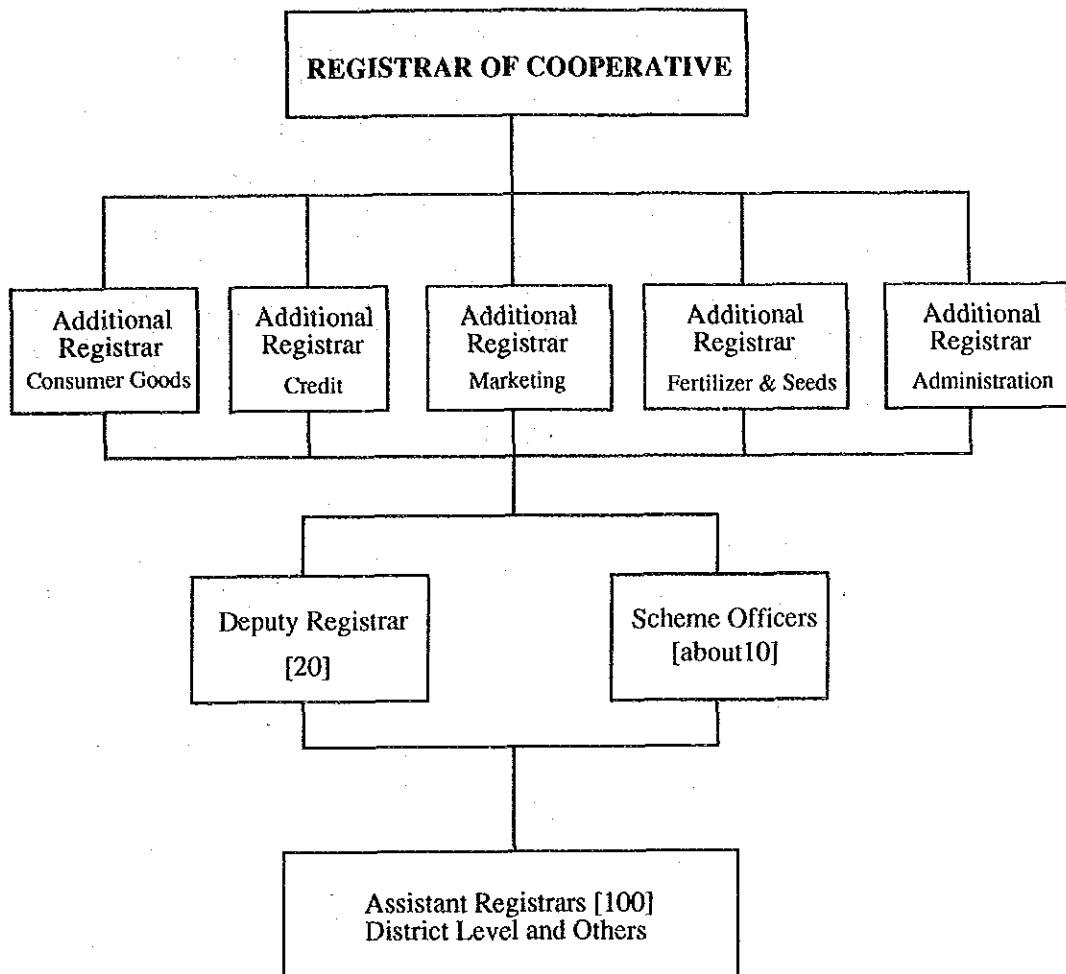 REGISTRAR OF COOPERATIVE
Additional
Registrar
Consumer Goods
Additional
Registrar
Credit
Additional
Registrar
Marketing
Additional
Registrar
Fertilizer & Seeds
Additional
Registrar
Administration
Deputy Registrar
[20]
Scheme Officers
[about10]
Assistant Registrars [100]
District Level and Others